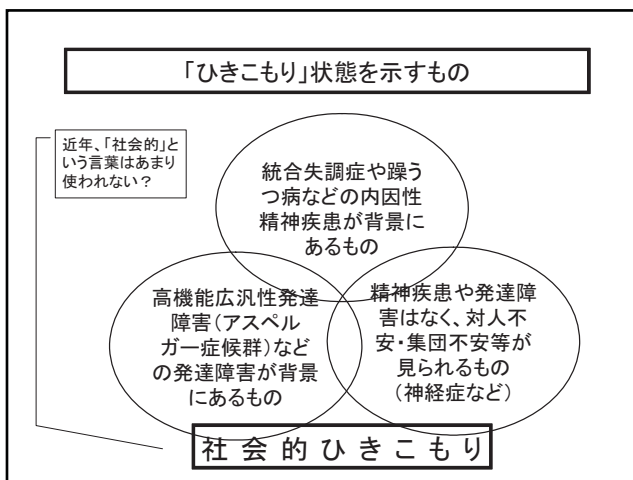 「ひきこもり」状態を示すもの
近年、「社会的」と
いう言葉はあまり
使われない？
統合失調症や躁う
つ病などの内因性
精神疾患が背景に
あるもの
高機能広汎性発達
障害（アスペル
ガー症候群）など
の発達障害が背景
にあるもの
精神疾患や発達障
害はなく、対人不
安・集団不安等が
見られるもの
（神経症など）
社会的ひきこもり